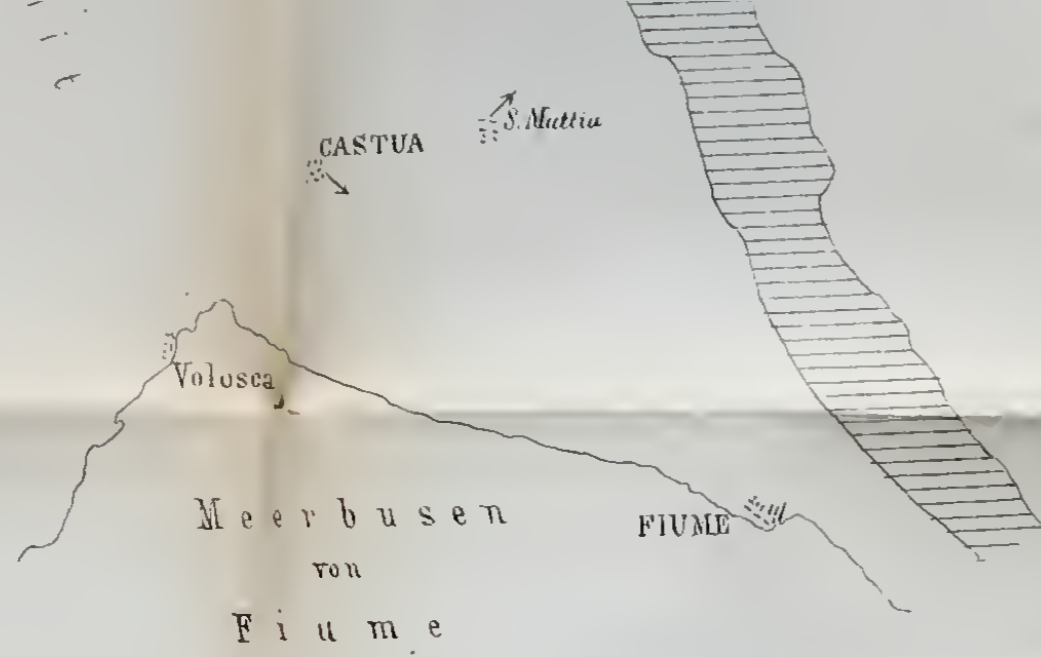 S. Mattia
CASTUA
Volosca
Meerbusen
von
FIUME
Fiume